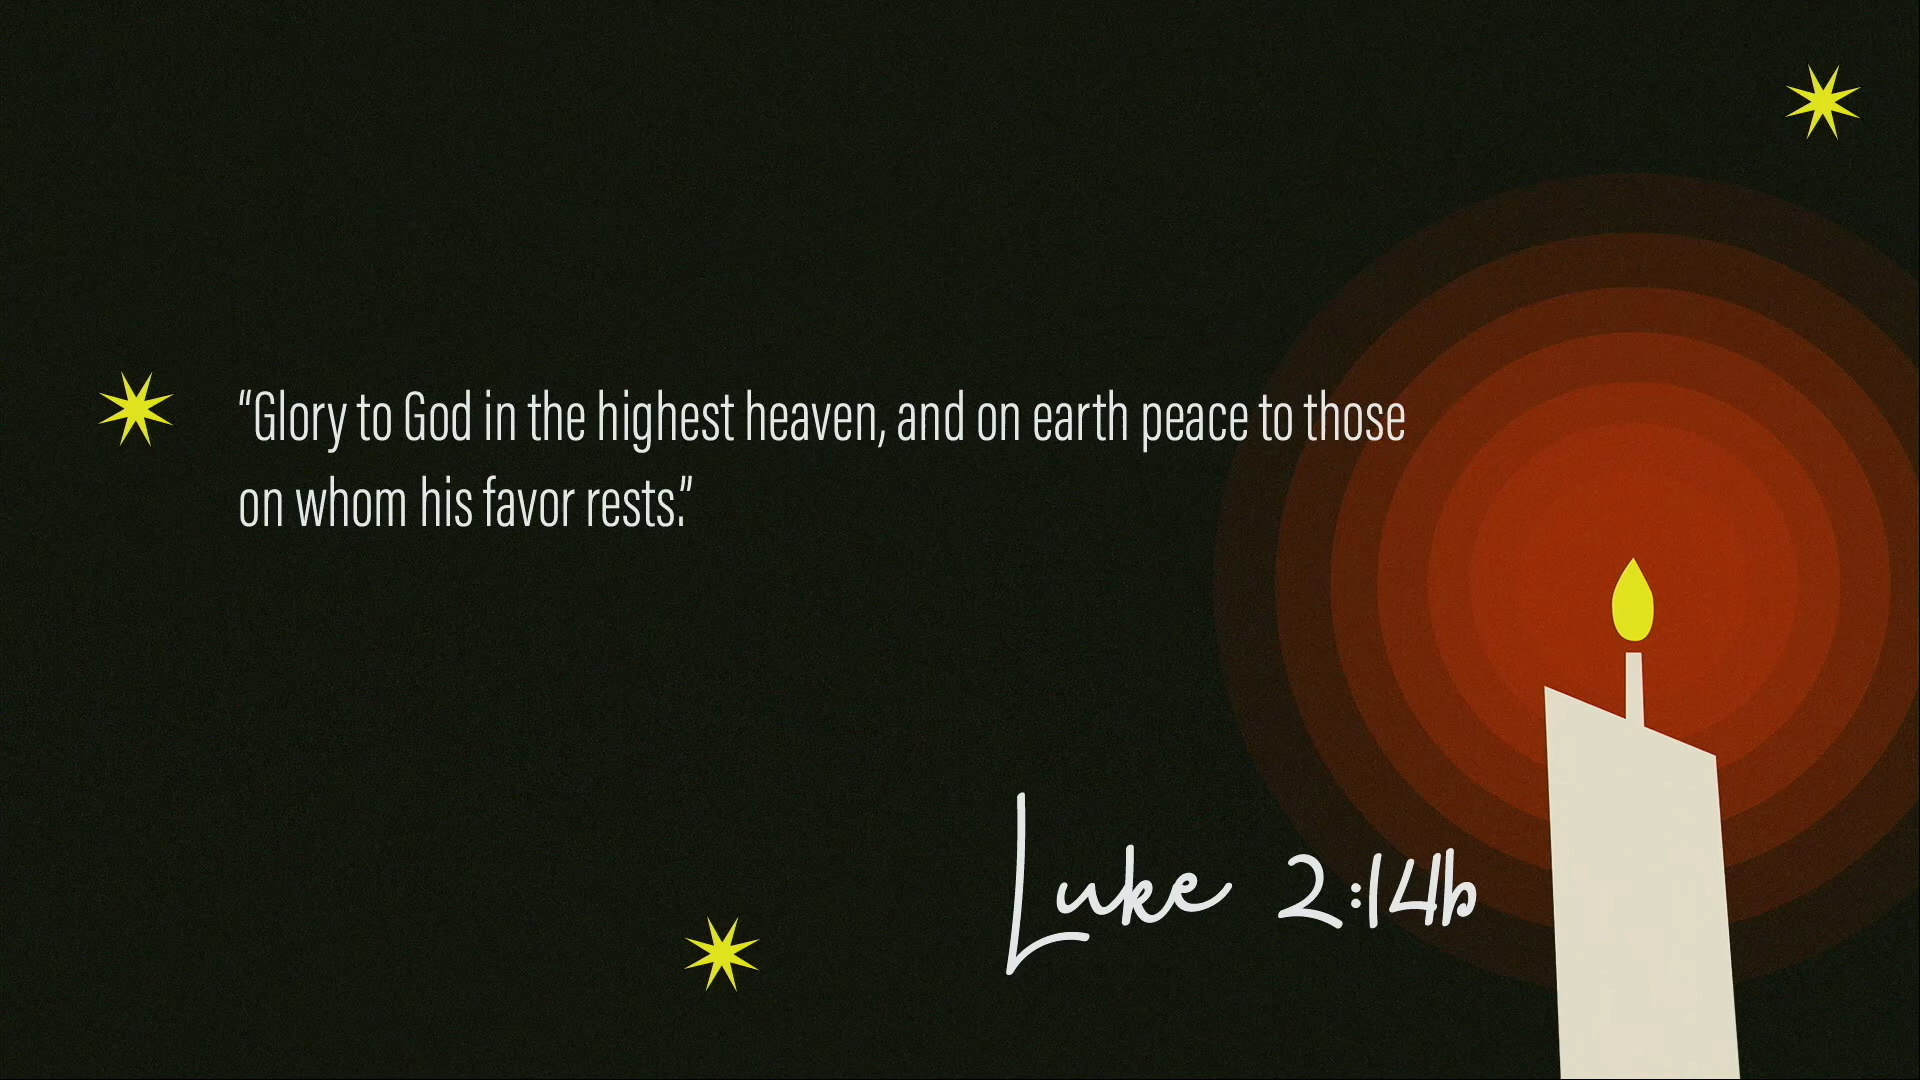 “Glory to God in the highest heaven, and on earth peace to those
on whom his favor rests.”
Luke 2:14b